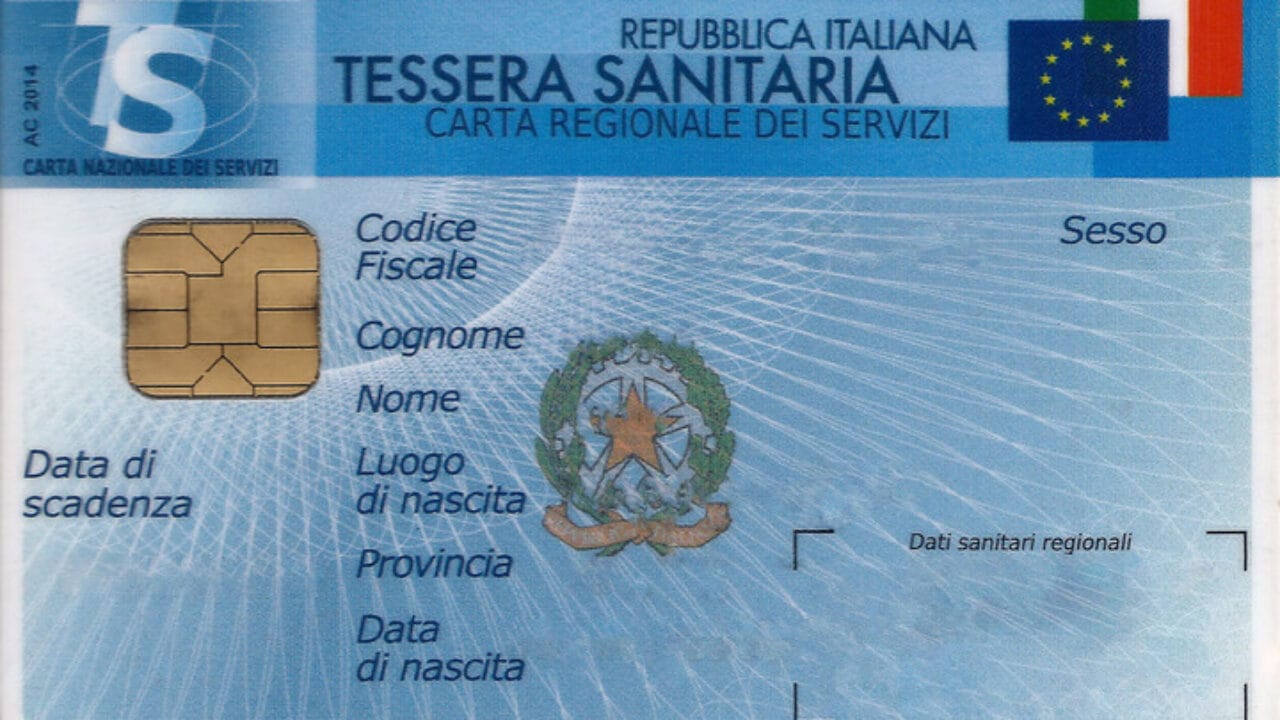 TS
AC 2014
CARTA NAZIONALE DEI SERVIZI
REPUBBLICA ITALIANA
TESSERA SANITARIA
CARTA REGIONALE DEI SERVIZI
Codice
Fiscale
Sesso
Cognome
Nome
Data di
scadenza
Luogo
di nascita
Provincia
Dati sanitari regionali
Data
di nascita